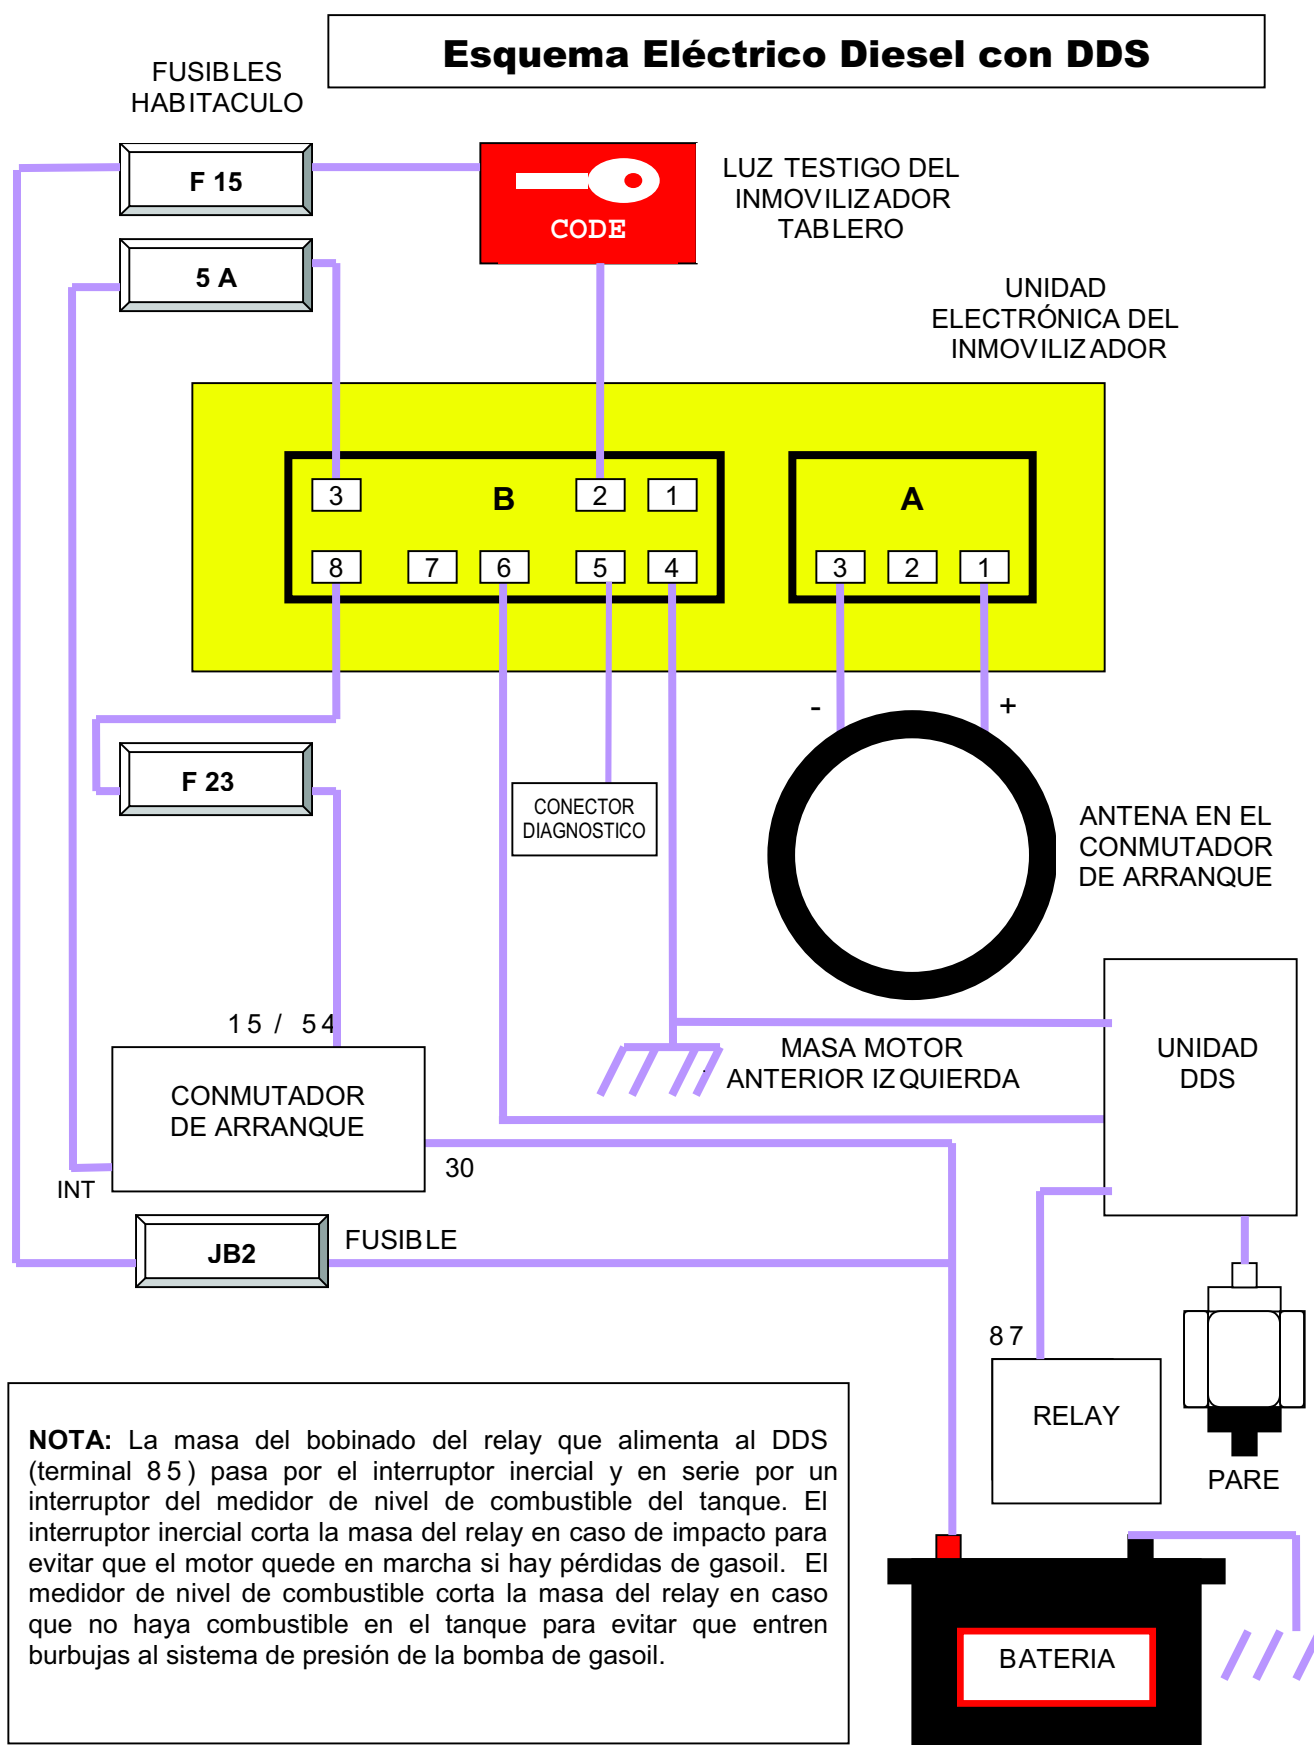 Esquema Eléctrico Diesel con DDS
FUSIBLES
HABITACULO
F 15
5 A
CODE
LUZ TESTIGO DEL
INMOVILIZADOR
TABLERO
UNIDAD
ELECTRÓNICA DEL
INMOVILIZADOR
3
B
2
1
8
7
6
5
4
A
3
2
1
-
+
F 23
CONECTOR
DIAGNOSTICO
ANTENA EN EL
CONMUTADOR
DE ARRANQUE
15 / 54
CONMUTADOR
DE ARRANQUE
INT
30
MASA MOTOR
ANTERIOR IZQUIERDA
UNIDAD
DDS
JB2
FUSIBLE
87
RELAY
PARE
NOTA: La masa del bobinado del relay que alimenta al DDS
(terminal 85) pasa por el interruptor inercial y en serie por un
interruptor del medidor de nivel de combustible del tanque. El
interruptor inercial corta la masa del relay en caso de impacto para
evitar que el motor quede en marcha si hay pérdidas de gasoil. El
medidor de nivel de combustible corta la masa del relay en caso
que no haya combustible en el tanque para evitar que entren
burbujas al sistema de presión de la bomba de gasoil.
BATERIA